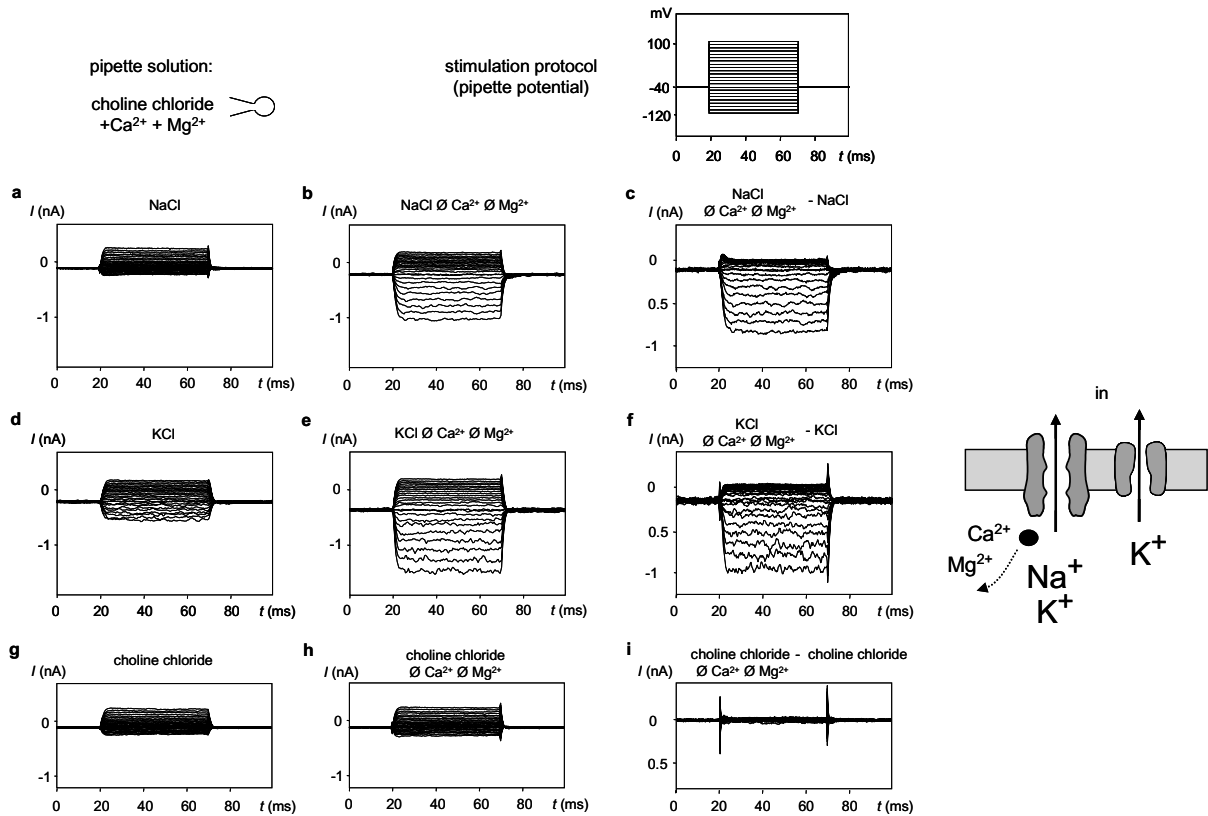 pipette solution:
choline chloride
+Ca²⁺ + Mg²⁺
stimulation protocol
(pipette potential)
mV
100
-40
-120
0 20 40 60 80 t (ms)
a
I (nA)
NaCl
0
-1
0 20 40 60 80 t (ms)
b
I (nA)
NaCl Ø Ca²⁺ Ø Mg²⁺
0
-1
0 20 40 60 80 t (ms)
c
I (nA)
NaCl
Ø Ca²⁺ Ø Mg²⁺ - NaCl
0
0.5
-1
0 20 40 60 80 t (ms)
d
I (nA)
KCl
0
-1
0 20 40 60 80 t (ms)
e
I (nA)
KCl Ø Ca²⁺ Ø Mg²⁺
0
-1
0 20 40 60 80 t (ms)
f
I (nA)
KCl
Ø Ca²⁺ Ø Mg²⁺ - KCl
0
0.5
-1
0 20 40 60 80 t (ms)
in
Ca²⁺
Mg²⁺
Na⁺
K⁺
K⁺
g
I (nA)
choline chloride
0
-1
0 20 40 60 80 t (ms)
h
I (nA)
choline chloride
Ø Ca²⁺ Ø Mg²⁺
0
-1
0 20 40 60 80 t (ms)
i
I (nA)
choline chloride - choline chloride
Ø Ca²⁺ Ø Mg²⁺
0
0.5
0 20 40 60 80 t (ms)